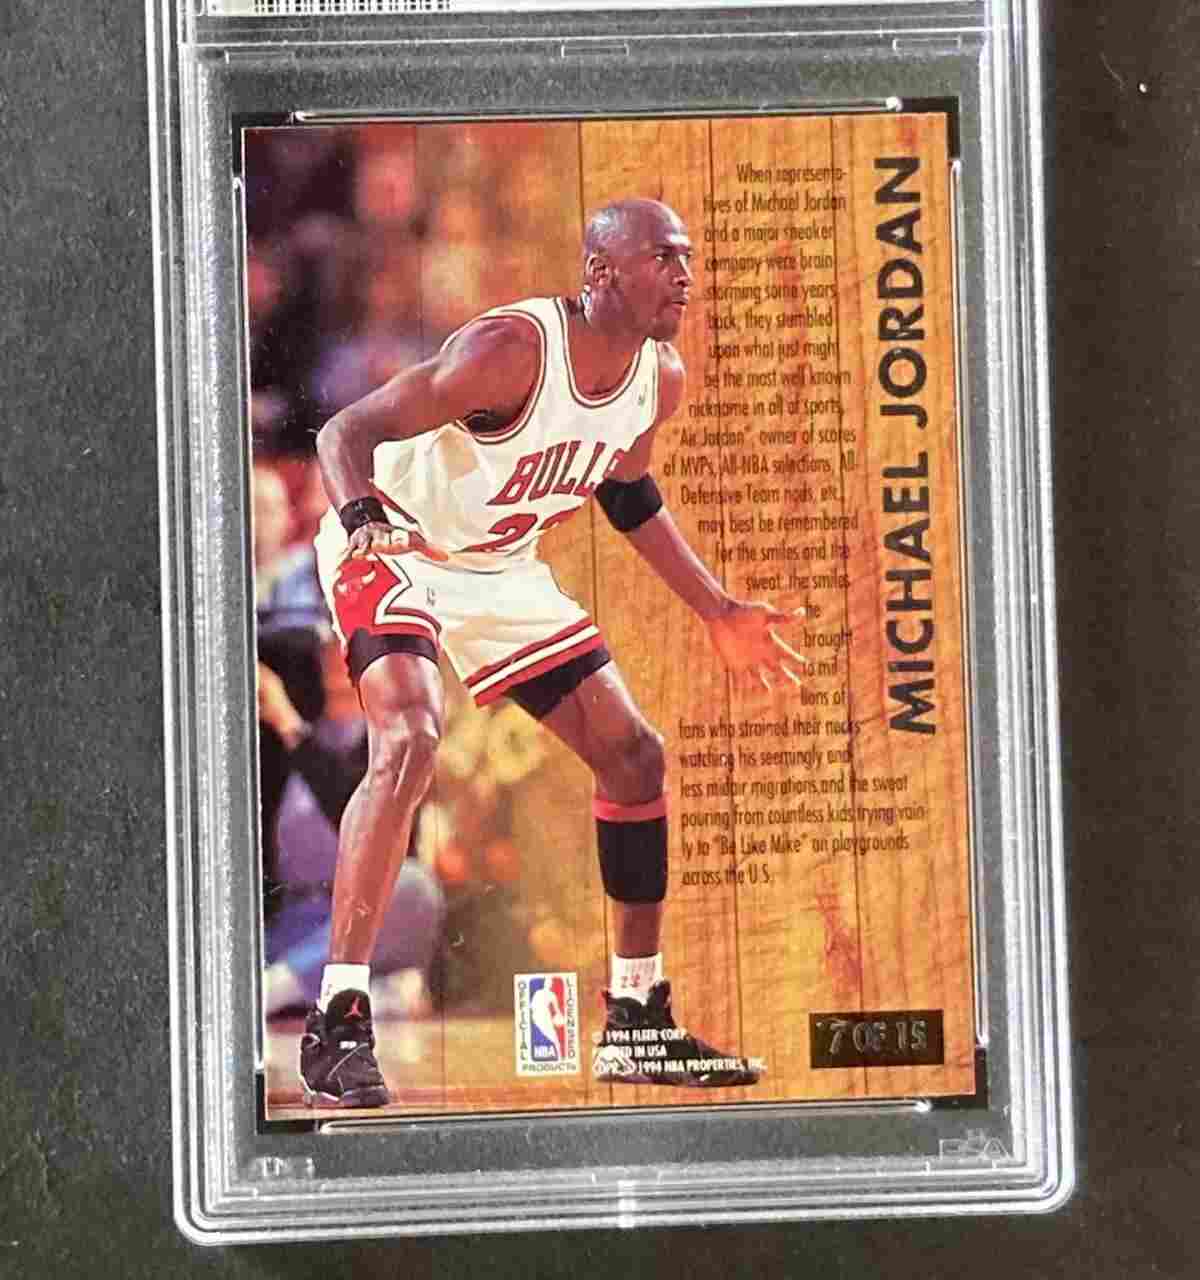 When representa-
tives of Michael Jordan
and a major sneaker
company were brain
storming some years
back, they stumbled
upon what just might
be the most well known
nickname in all of sports,
"Air Jordan", owner of scores
of MVPs, All-NBA selections, All-
Defensive Team nods, etc.,
may best be remembered
for the smiles and the
sweat. the smiles
he
brought
to mil
lions of
fans who strained their necks
watching his seemingly end
less midair migrations and the sweat
pouring from countless kids trying vain-
ly to "Be Like Mike" on playgrounds
across the U.S.
MICHAEL JORDAN
BULLS
23
OFFICIAL
LICENSED
NBA
PRODUCTS
© 1994 FLEER CORP.
PRINTED IN USA
1994 NBA PROPERTIES, INC.
7 OF 15
PSA